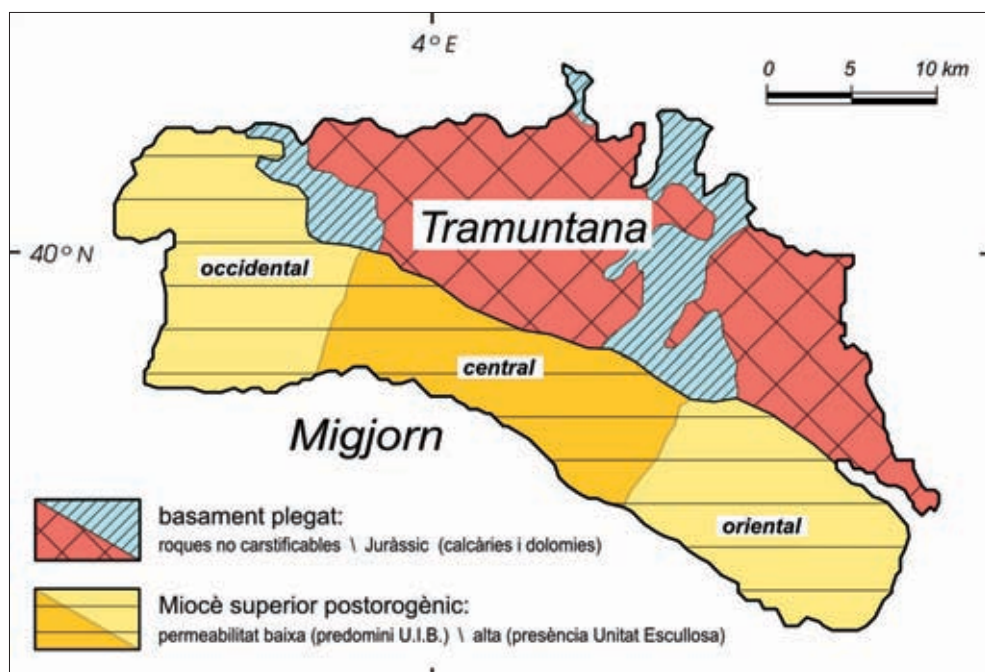 4° E
0 5 10 km
Tramuntana
40° N
occidental
central
Migjorn
oriental
basament plegat:
roques no carstificables \ Juràssic (calcàries i dolomies)
Miocè superior postorogènic:
permeabilitat baixa (predomini U.I.B.) \ alta (presència Unitat Escullosa)